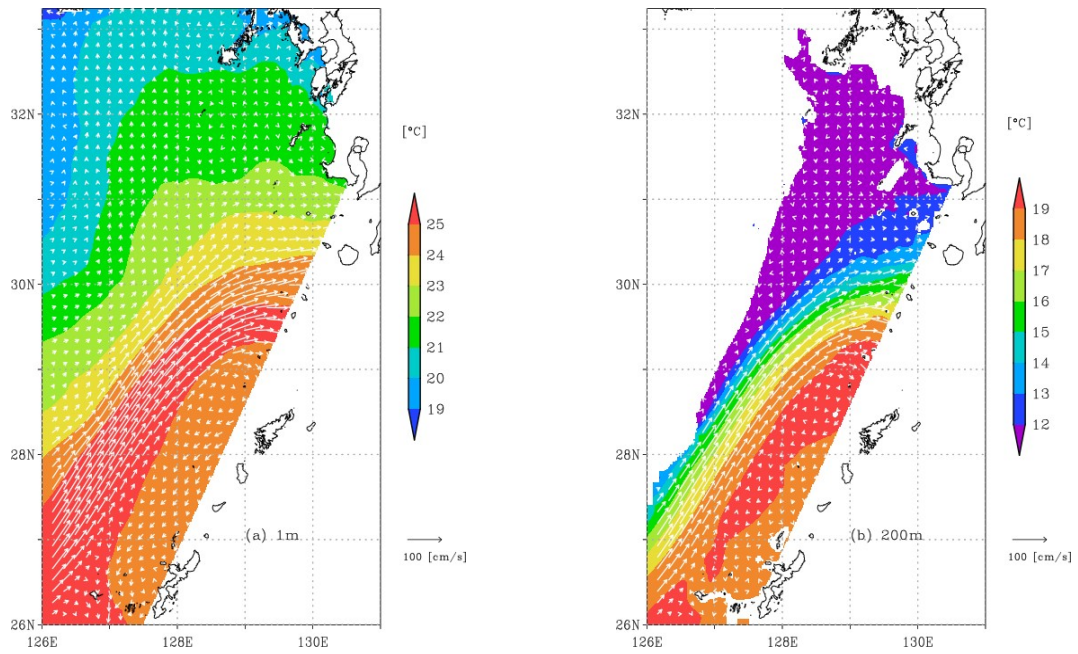 [°C]
25
24
23
22
21
20
19
32N
30N
28N
26N
126E
128E
130E
(a) 1m
100 [cm/s]
[°C]
19
18
17
16
15
14
13
12
32N
30N
28N
26N
126E
128E
130E
(b) 200m
100 [cm/s]